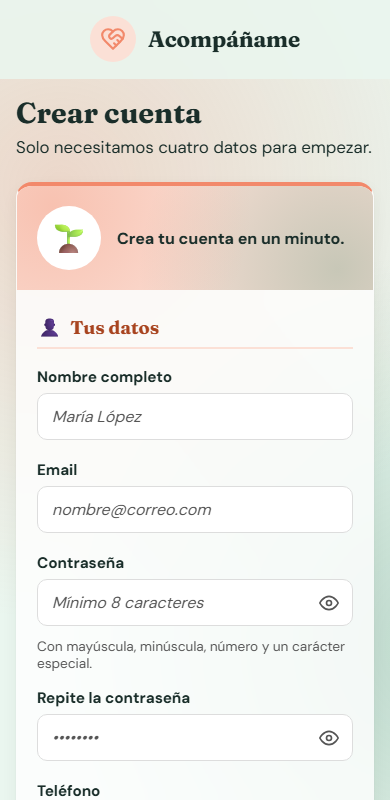 Acompáñame
Crear cuenta
Solo necesitamos cuatro datos para empezar.
Crea tu cuenta en un minuto.
Tus datos
Nombre completo
María López
Email
nombre@correo.com
Contraseña
Mínimo 8 caracteres
Con mayúscula, minúscula, número y un carácter
especial.
Repite la contraseña
••••••••
Teléfono